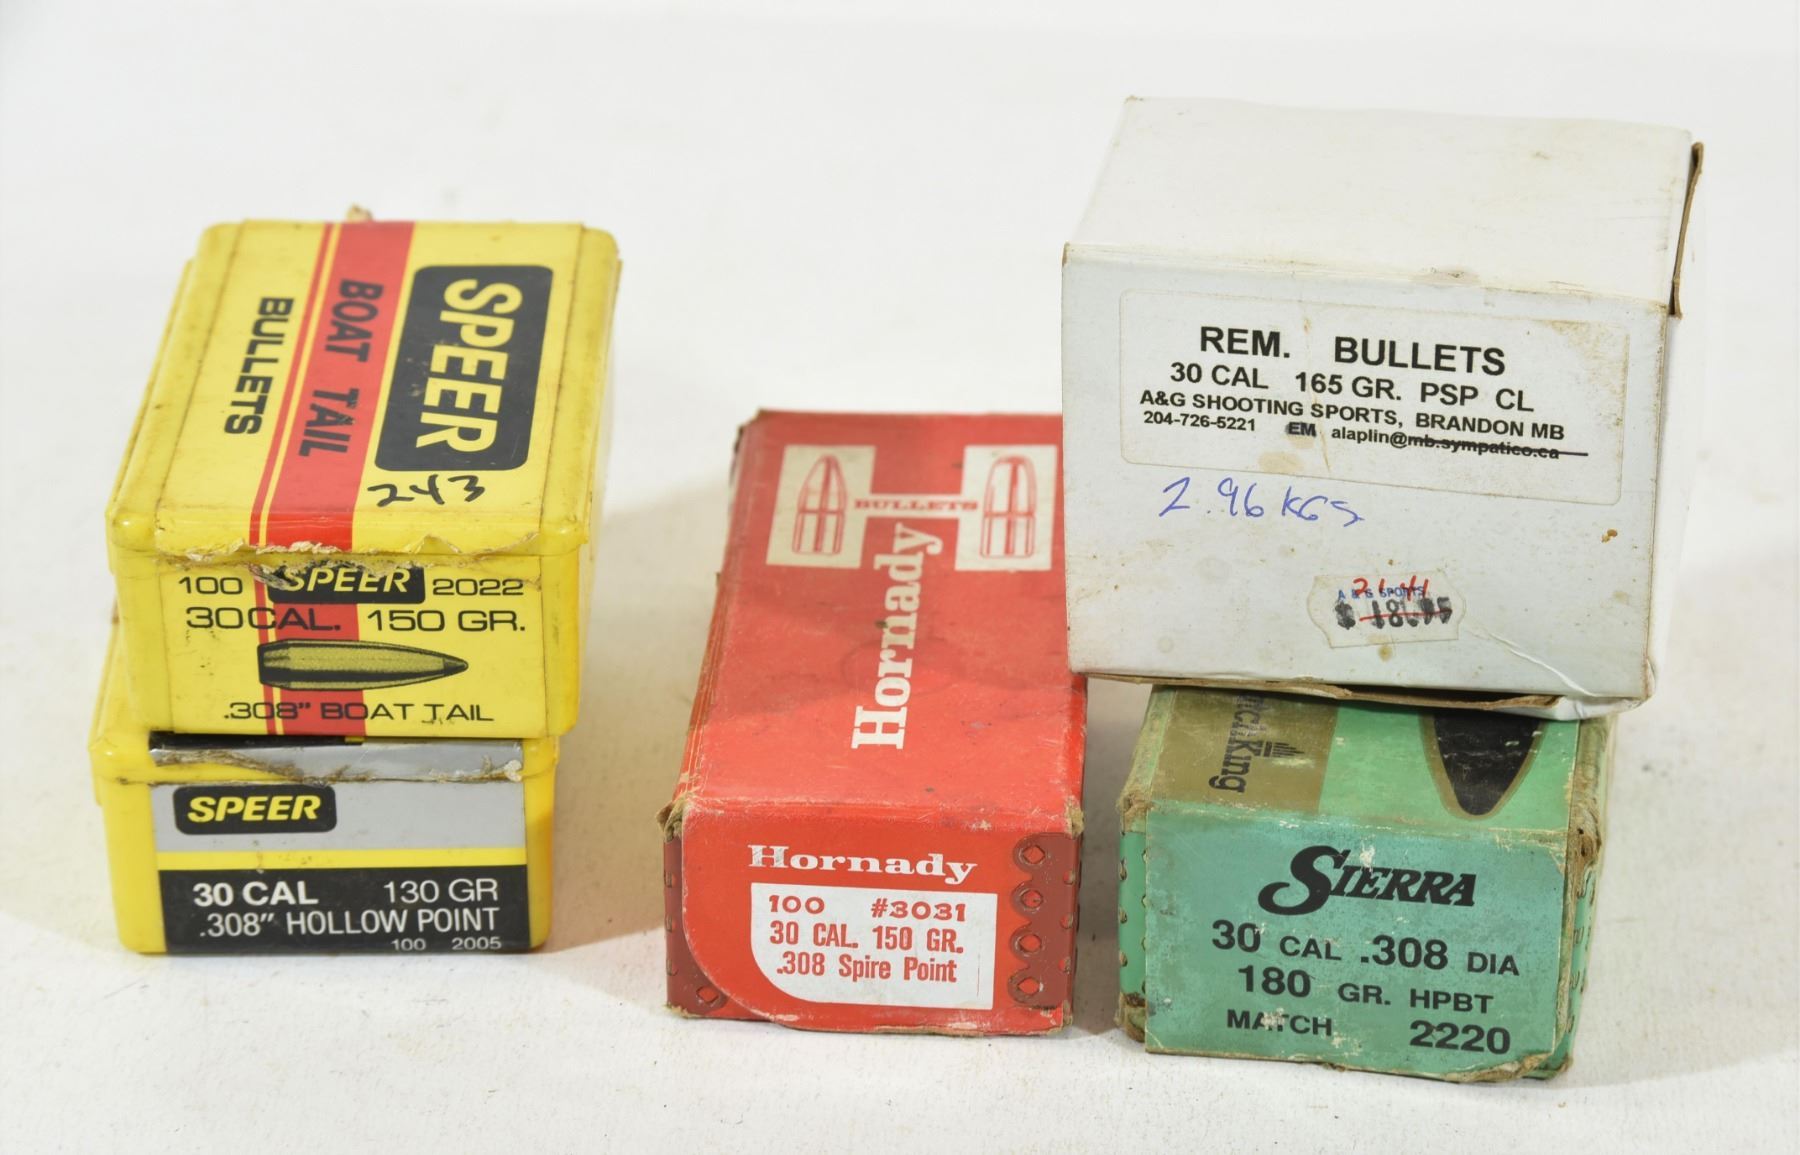 SPEER
BOAT TAIL
BULLETS
243
100 SPEER 2022
30 CAL. 150 GR.
.308" BOAT TAIL
SPEER
30 CAL 130 GR
.308" HOLLOW POINT
100 2005
BULLETS
Hornady
Hornady
100 #3031
30 CAL. 150 GR.
.308 Spire Point
REM. BULLETS
30 CAL 165 GR. PSP CL
A&G SHOOTING SPORTS, BRANDON MB
204-726-5221 EM alaplin@mb.sympatico.ca
2.96 KGS
A & G SPORTS
SIERRA
30 CAL .308 DIA
180 GR. HPBT
MATCH 2220